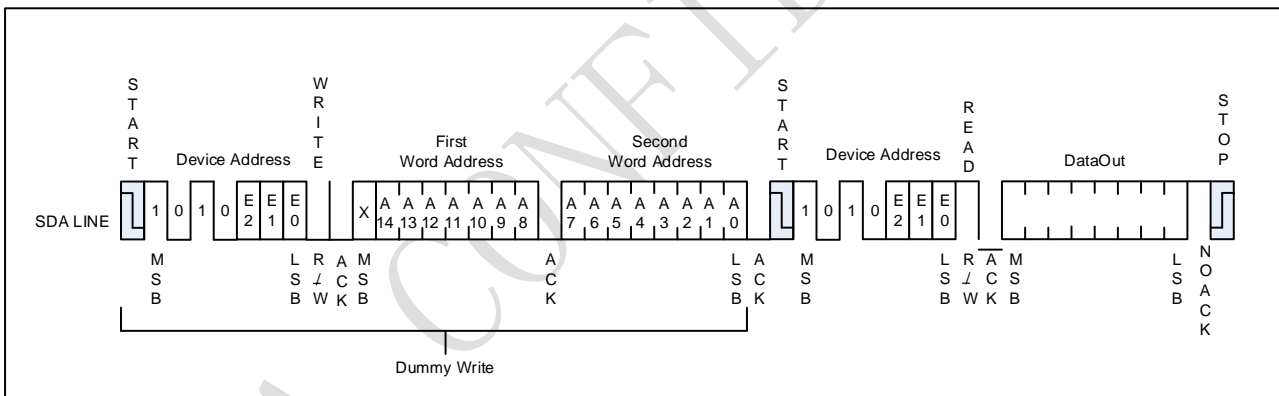 CONFI
START
WRITE
START
READ
STOP
Device Address
First
Word Address
Second
Word Address
Device Address
DataOut
SDA LINE
1 0 1 0 E2 E1 E0
X A14 A13 A12 A11 A10 A9 A8
A7 A6 A5 A4 A3 A2 A1 A0
1 0 1 0 E2 E1 E0
MSB
LSB
R/W
ACK
MSB
ACK
LSB
ACK
MSB
LSB
R/W
ACK
MSB
LSB
NOACK
Dummy Write